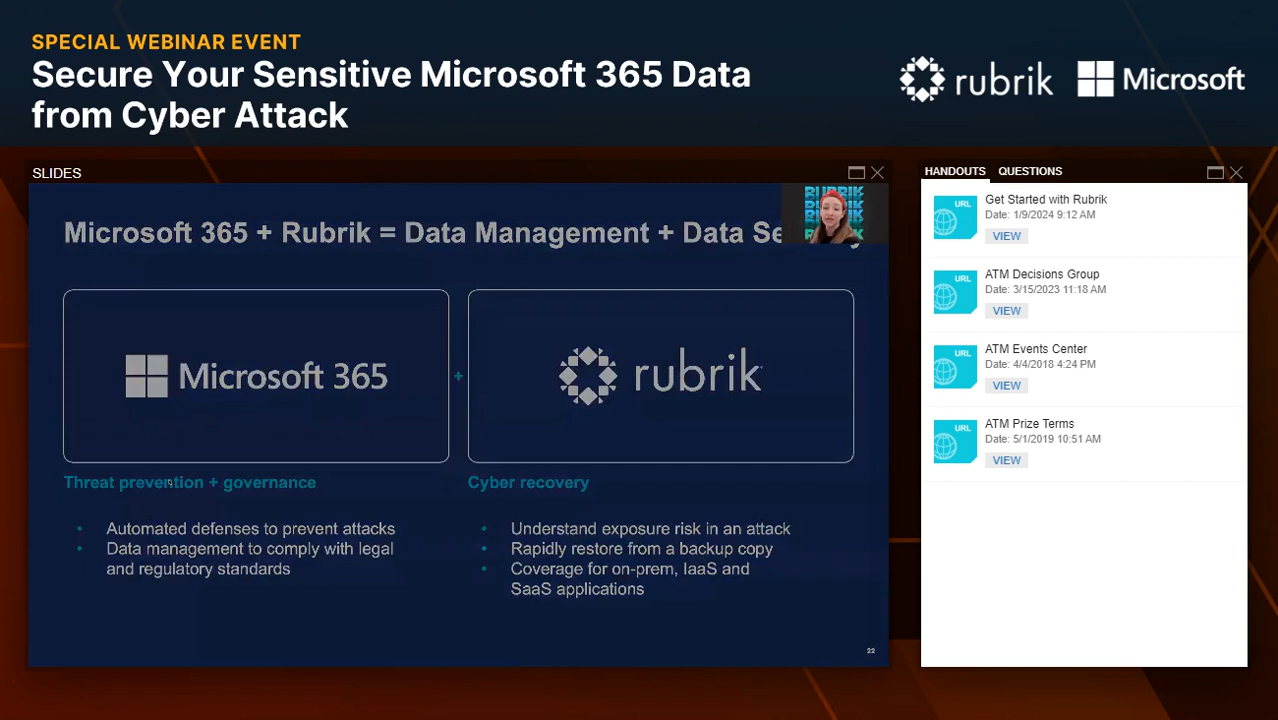 SPECIAL WEBINAR EVENT
Secure Your Sensitive Microsoft 365 Data
from Cyber Attack
rubrik
Microsoft
SLIDES
HANDOUTS QUESTIONS
Microsoft 365 + Rubrik = Data Management + Data
RUBRIK
Microsoft 365
+
rubrik
Threat prevention + governance
• Automated defenses to prevent attacks
• Data management to comply with legal
and regulatory standards
Cyber recovery
• Understand exposure risk in an attack
• Rapidly restore from a backup copy
• Coverage for on-prem, IaaS and
SaaS applications
22
URL
Get Started with Rubrik
Date: 1/9/2024 9:12 AM
VIEW
URL
ATM Decisions Group
Date: 3/15/2023 11:18 AM
VIEW
URL
ATM Events Center
Date: 4/4/2018 4:24 PM
VIEW
URL
ATM Prize Terms
Date: 5/1/2019 10:51 AM
VIEW